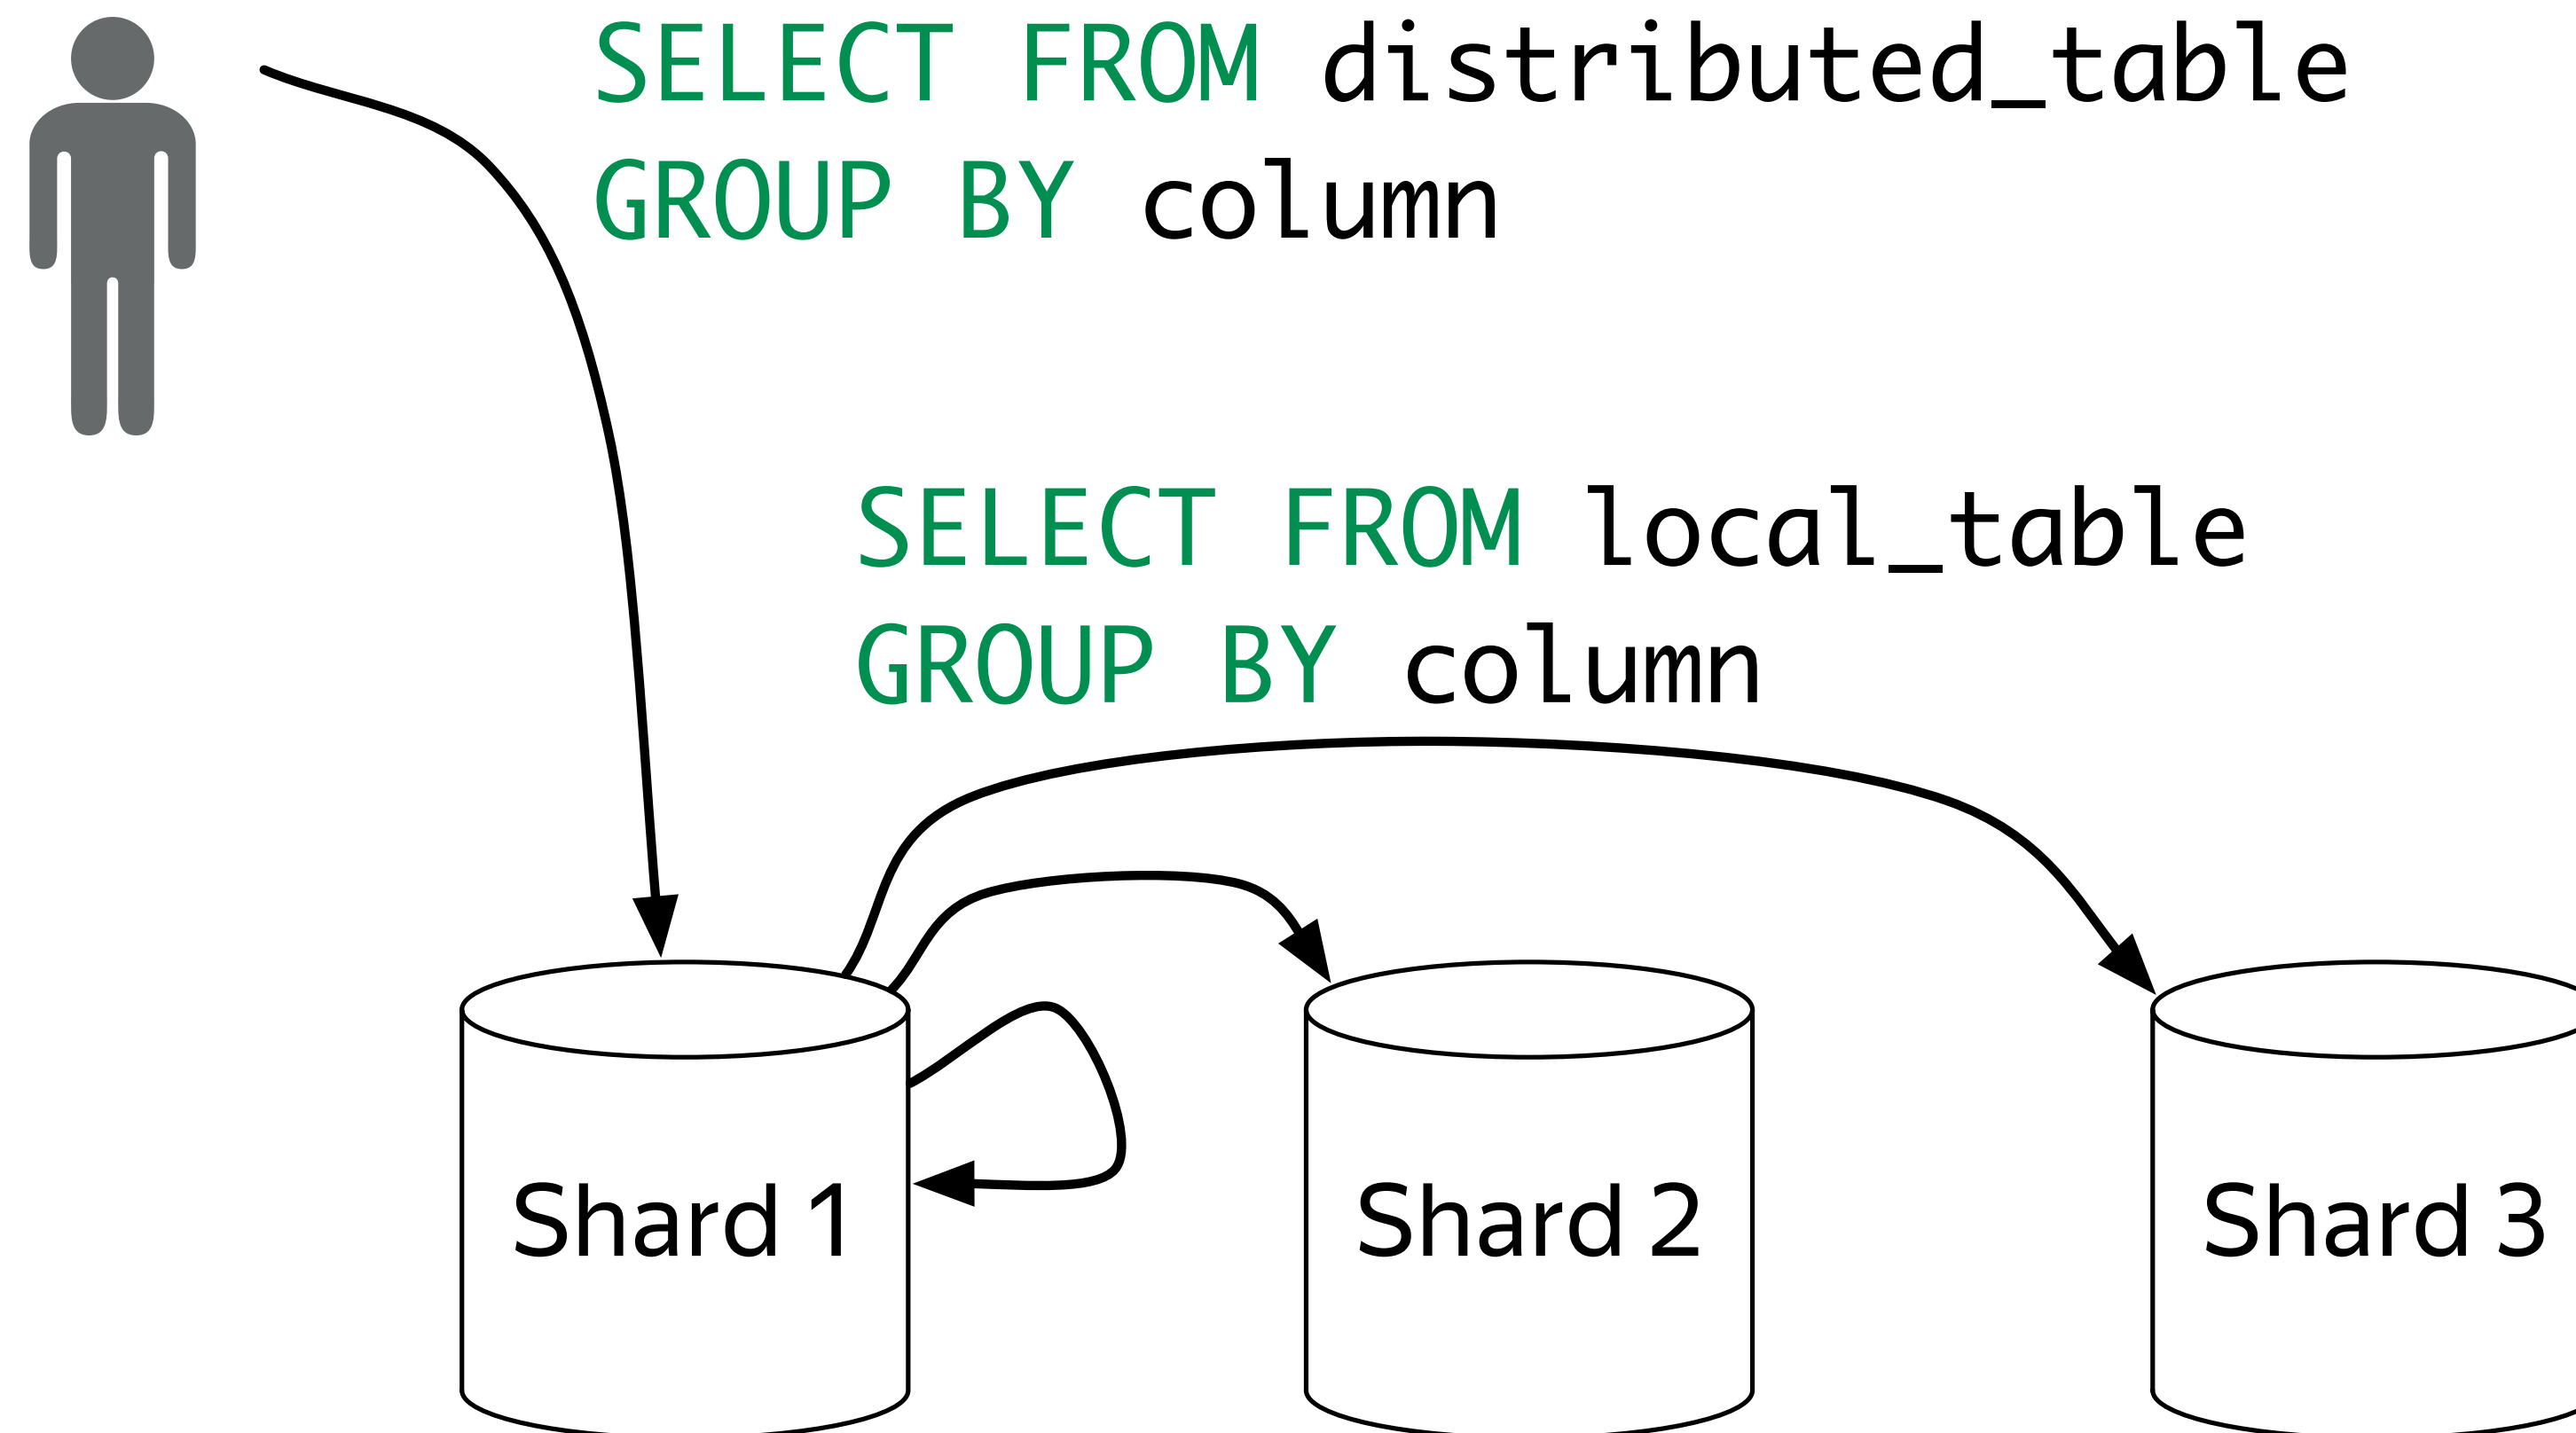 SELECT FROM distributed_table
GROUP BY column
SELECT FROM local_table
GROUP BY column
Shard 1
Shard 2
Shard 3